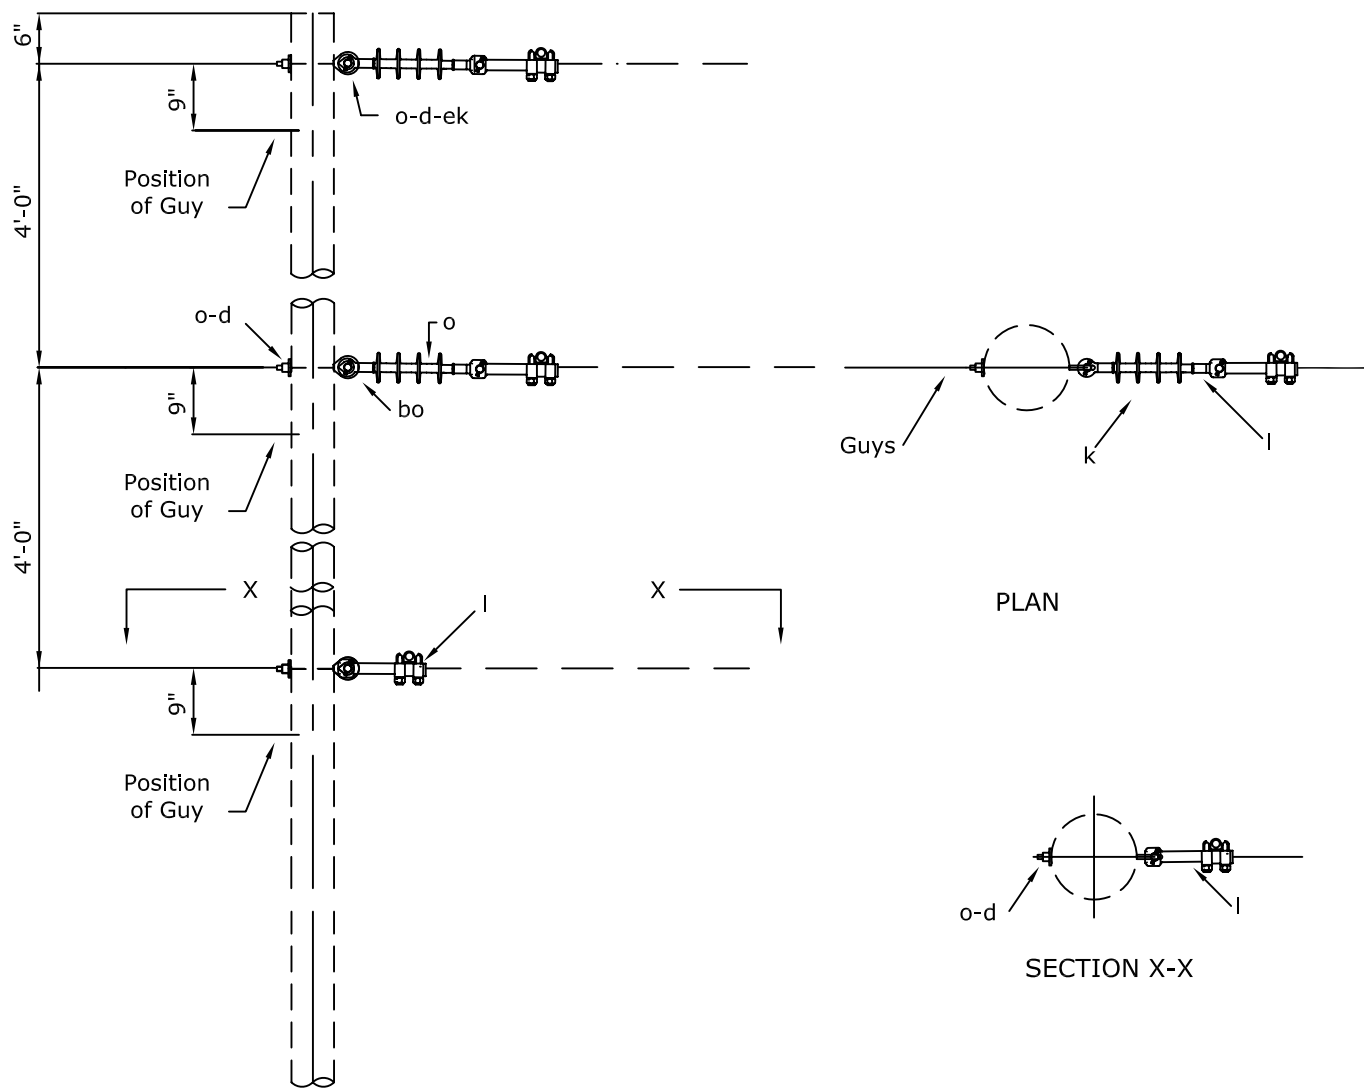 6"
9"
o-d-ek
Position
of Guy
4'-0"
o-d
o
9"
bo
Guys
k
l
Position
of Guy
4'-0"
X
X
l
PLAN
9"
Position
of Guy
o-d
l
SECTION X-X